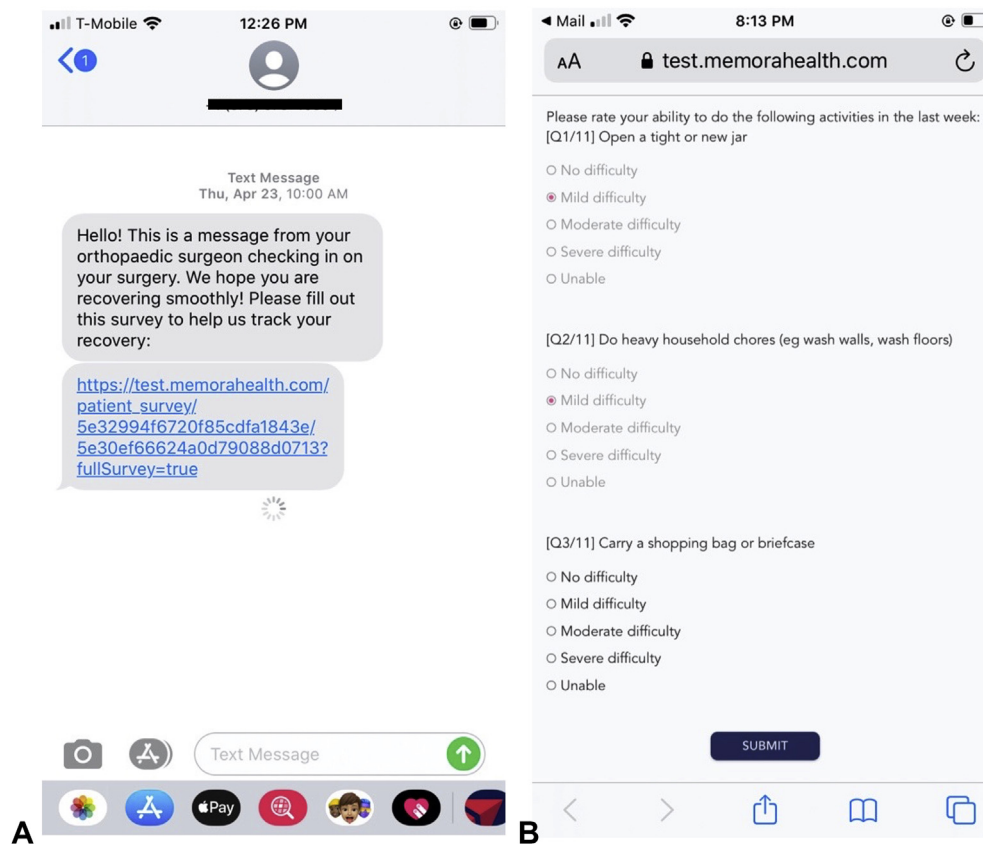 T-Mobile
12:26 PM
1
Text Message
Thu, Apr 23, 10:00 AM
Hello! This is a message from your
orthopaedic surgeon checking in on
your surgery. We hope you are
recovering smoothly! Please fill out
this survey to help us track your
recovery:
https://test.memorahealth.com/
patient_survey/
5e32994f6720f85cdfa1843e/
5e30ef66624a0d79088d0713?
fullSurvey=true
Text Message
Pay
A
Mail
8:13 PM
AA
test.memorahealth.com
Please rate your ability to do the following activities in the last week:
[Q1/11] Open a tight or new jar
No difficulty
Mild difficulty
Moderate difficulty
Severe difficulty
Unable
[Q2/11] Do heavy household chores (eg wash walls, wash floors)
No difficulty
Mild difficulty
Moderate difficulty
Severe difficulty
Unable
[Q3/11] Carry a shopping bag or briefcase
No difficulty
Mild difficulty
Moderate difficulty
Severe difficulty
Unable
SUBMIT
B